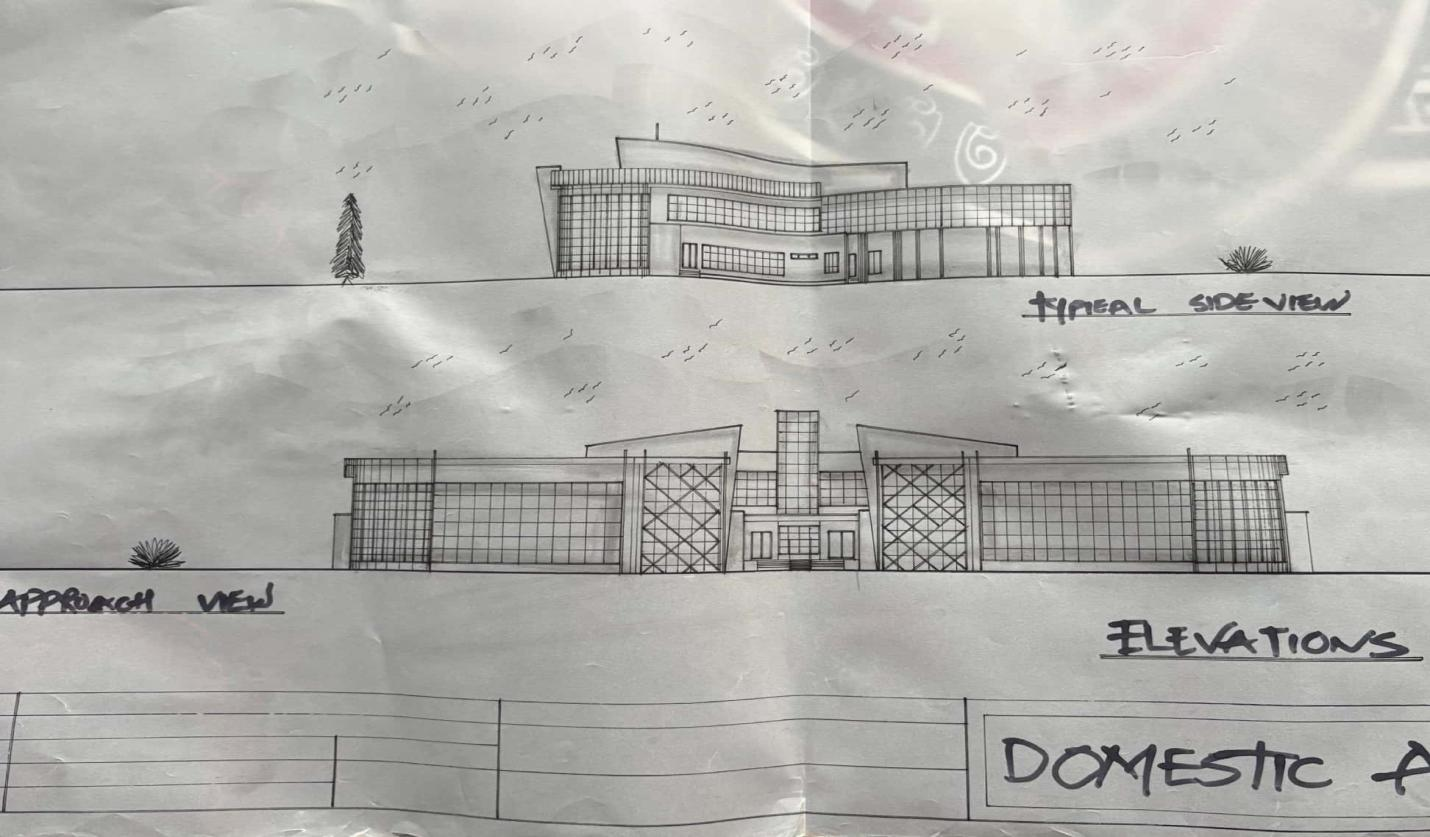 TYPICAL SIDE VIEW
APPROACH VIEW
ELEVATIONS
DOMESTIC A